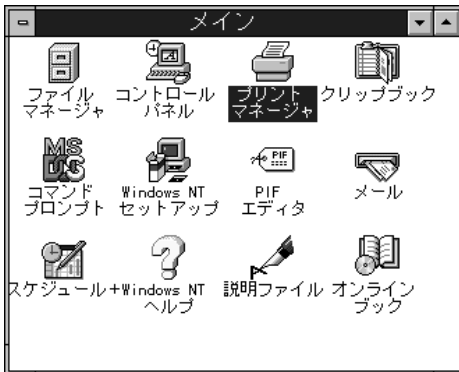 メイン
ファイル
マネージャ
コントロール
パネル
プリント
マネージャ
クリップブック
MS
DOS
コマンド
プロンプト
Windows NT
セットアップ
PIF
PIF
エディタ
メール
スケジュール+
Windows NT
ヘルプ
説明ファイル
オンライン
ブック